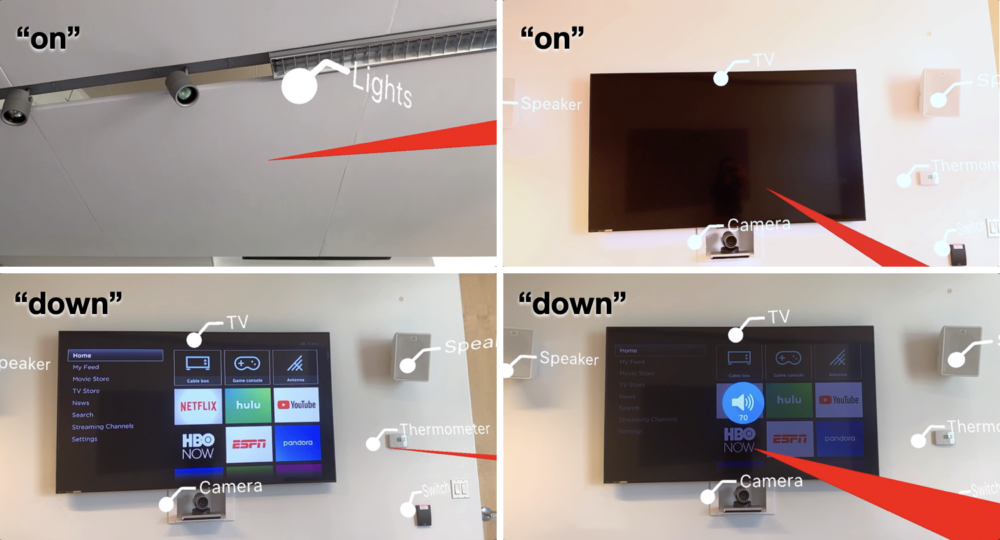 “on”
Lights
“on”
TV
Speaker
Sp
Thermom
Camera
Switch
“down”
TV
peaker
Spea
Home
My Feed
Movie Store
TV Store
News
Search
Streaming Channels
Settings
Cable box
Game console
Antenna
NETFLIX
hulu
YouTube
HBO
NOW
ESPN
pandora
Thermometer
Camera
Switch
“down”
TV
Speaker
S
Home
My Feed
Movie Store
TV Store
News
Search
Streaming Channels
Settings
Cable box
Game console
Antenna
70
hulu
YouTube
HBO
NOW
ESPN
pandora
Thermo
Camera
Switch